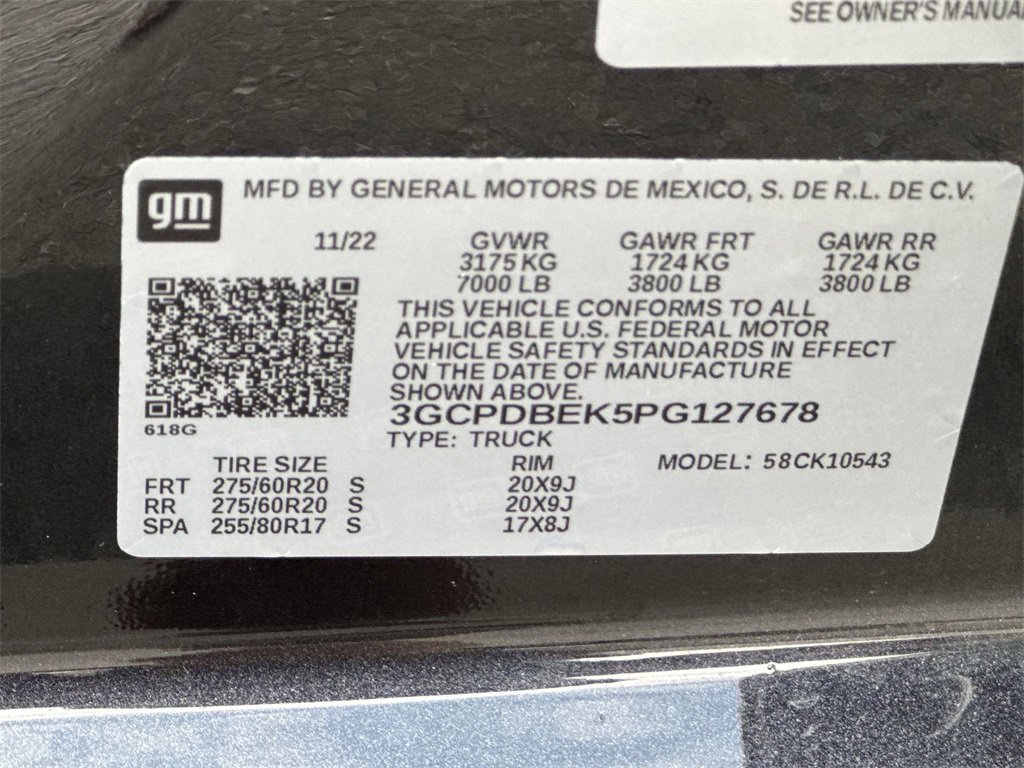 SEE OWNER'S MANUAL
gm
MFD BY GENERAL MOTORS DE MEXICO, S. DE R.L. DE C.V.
11/22 GVWR GAWR FRT GAWR RR
3175 KG 1724 KG 1724 KG
7000 LB 3800 LB 3800 LB
THIS VEHICLE CONFORMS TO ALL
APPLICABLE U.S. FEDERAL MOTOR
VEHICLE SAFETY STANDARDS IN EFFECT
ON THE DATE OF MANUFACTURE
SHOWN ABOVE.
3GCPDBEK5PG127678
618G
TYPE: TRUCK
TIRE SIZE RIM MODEL: 58CK10543
FRT 275/60R20 S 20X9J
RR 275/60R20 S 20X9J
SPA 255/80R17 S 17X8J